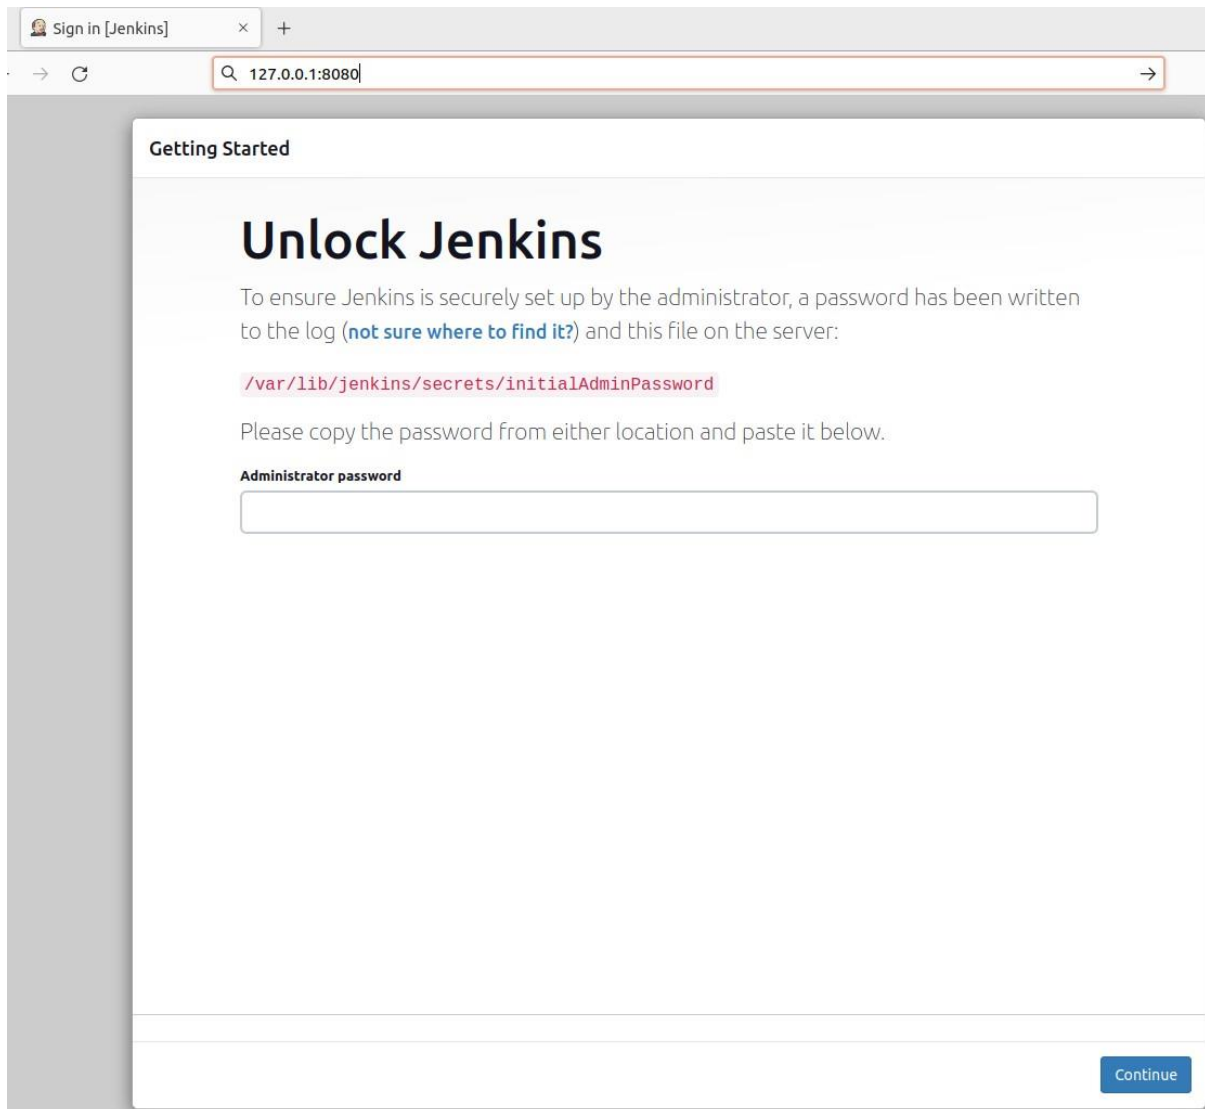 Sign in [Jenkins]
127.0.0.1:8080
Getting Started
Unlock Jenkins
To ensure Jenkins is securely set up by the administrator, a password has been written
to the log (not sure where to find it?) and this file on the server:
/var/lib/jenkins/secrets/initialAdminPassword
Please copy the password from either location and paste it below.
Administrator password
Continue